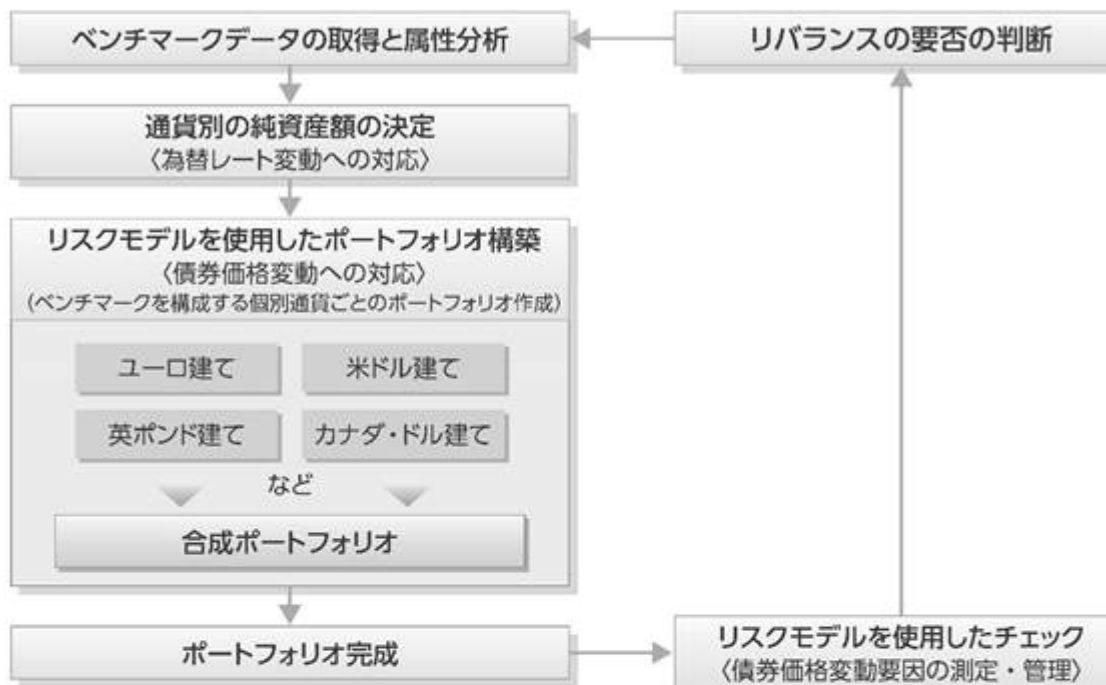 ベンチマークデータの取得と属性分析
リバランスの要否の判断
通貨別の純資産額の決定
〈為替レート変動への対応〉
リスクモデルを使用したポートフォリオ構築
〈債券価格変動への対応〉
(ベンチマークを構成する個別通貨ごとのポートフォリオ作成)
ユーロ建て
米ドル建て
英ポンド建て
カナダ・ドル建て
など
合成ポートフォリオ
ポートフォリオ完成
リスクモデルを使用したチェック
〈債券価格変動要因の測定・管理〉